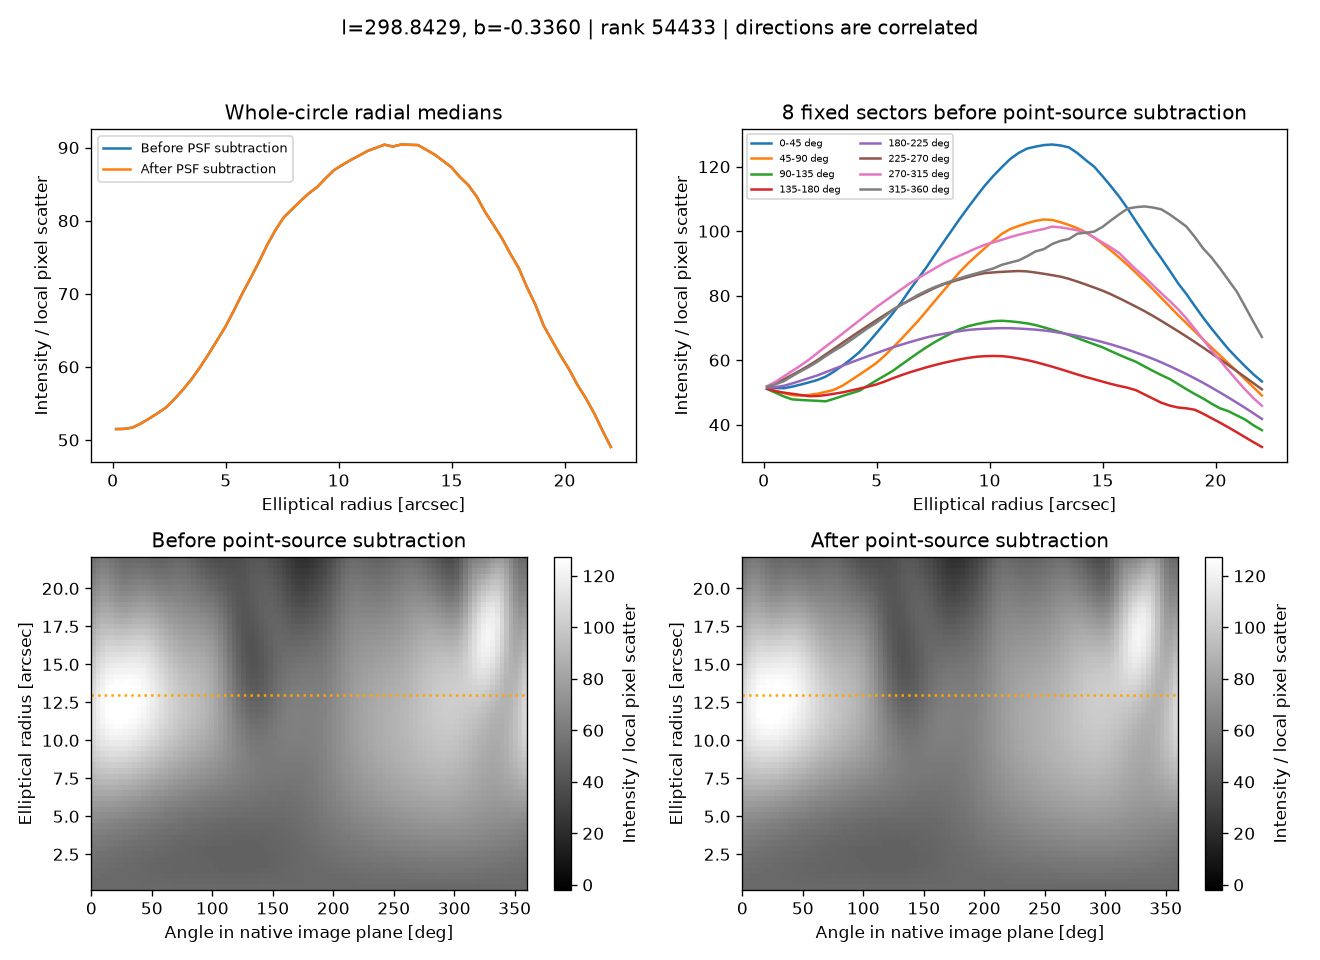 l=298.8429, b=-0.3360 | rank 54433 | directions are correlated
Whole-circle radial medians
Before PSF subtraction
After PSF subtraction
90
80
70
60
50
Intensity / local pixel scatter
0
5
10
15
20
Elliptical radius [arcsec]
8 fixed sectors before point-source subtraction
0-45 deg
45-90 deg
90-135 deg
135-180 deg
180-225 deg
225-270 deg
270-315 deg
315-360 deg
120
100
80
60
40
Intensity / local pixel scatter
0
5
10
15
20
Elliptical radius [arcsec]
Before point-source subtraction
20.0
17.5
15.0
12.5
10.0
7.5
5.0
2.5
Elliptical radius [arcsec]
0
50
100
150
200
250
300
350
Angle in native image plane [deg]
120
100
80
60
40
20
0
Intensity / local pixel scatter
After point-source subtraction
20.0
17.5
15.0
12.5
10.0
7.5
5.0
2.5
Elliptical radius [arcsec]
0
50
100
150
200
250
300
350
Angle in native image plane [deg]
120
100
80
60
40
20
0
Intensity / local pixel scatter